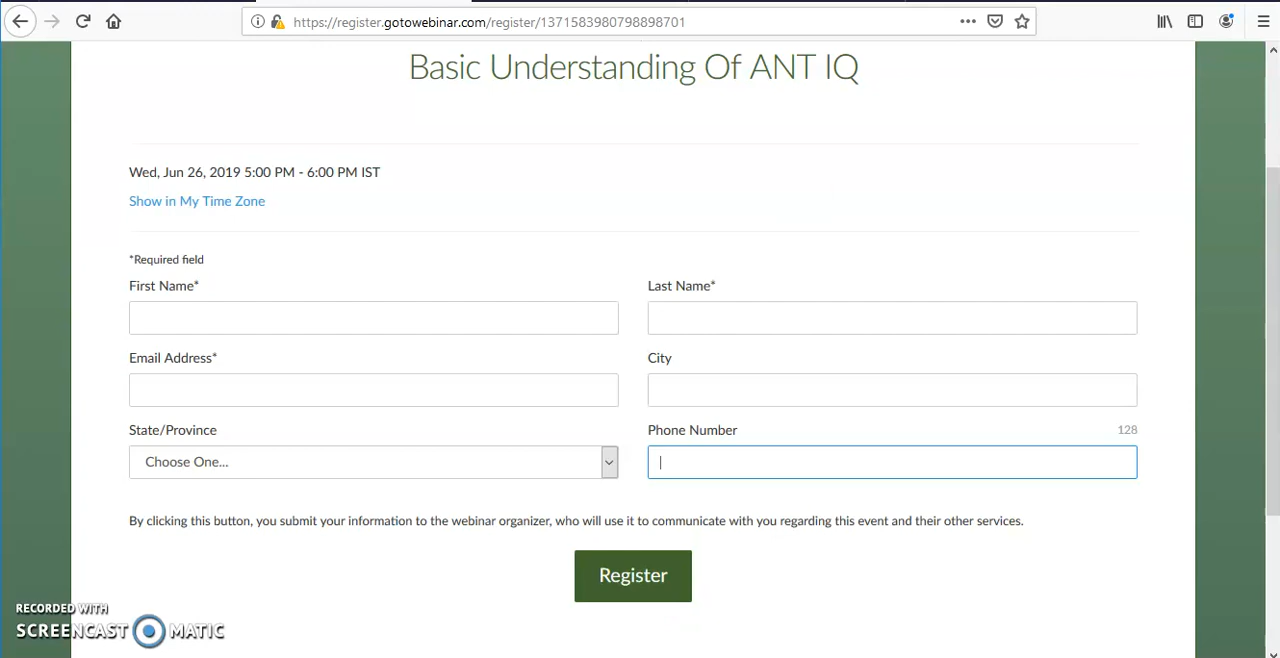 https://register.gotowebinar.com/register/1371583980798898701
Basic Understanding Of ANT IQ
Wed, Jun 26, 2019 5:00 PM - 6:00 PM IST
Show in My Time Zone
*Required field
First Name* Last Name*
Email Address* City
State/Province Phone Number 128
Choose One...
By clicking this button, you submit your information to the webinar organizer, who will use it to communicate with you regarding this event and their other services.
Register
RECORDED WITH
SCREENCAST MATIC